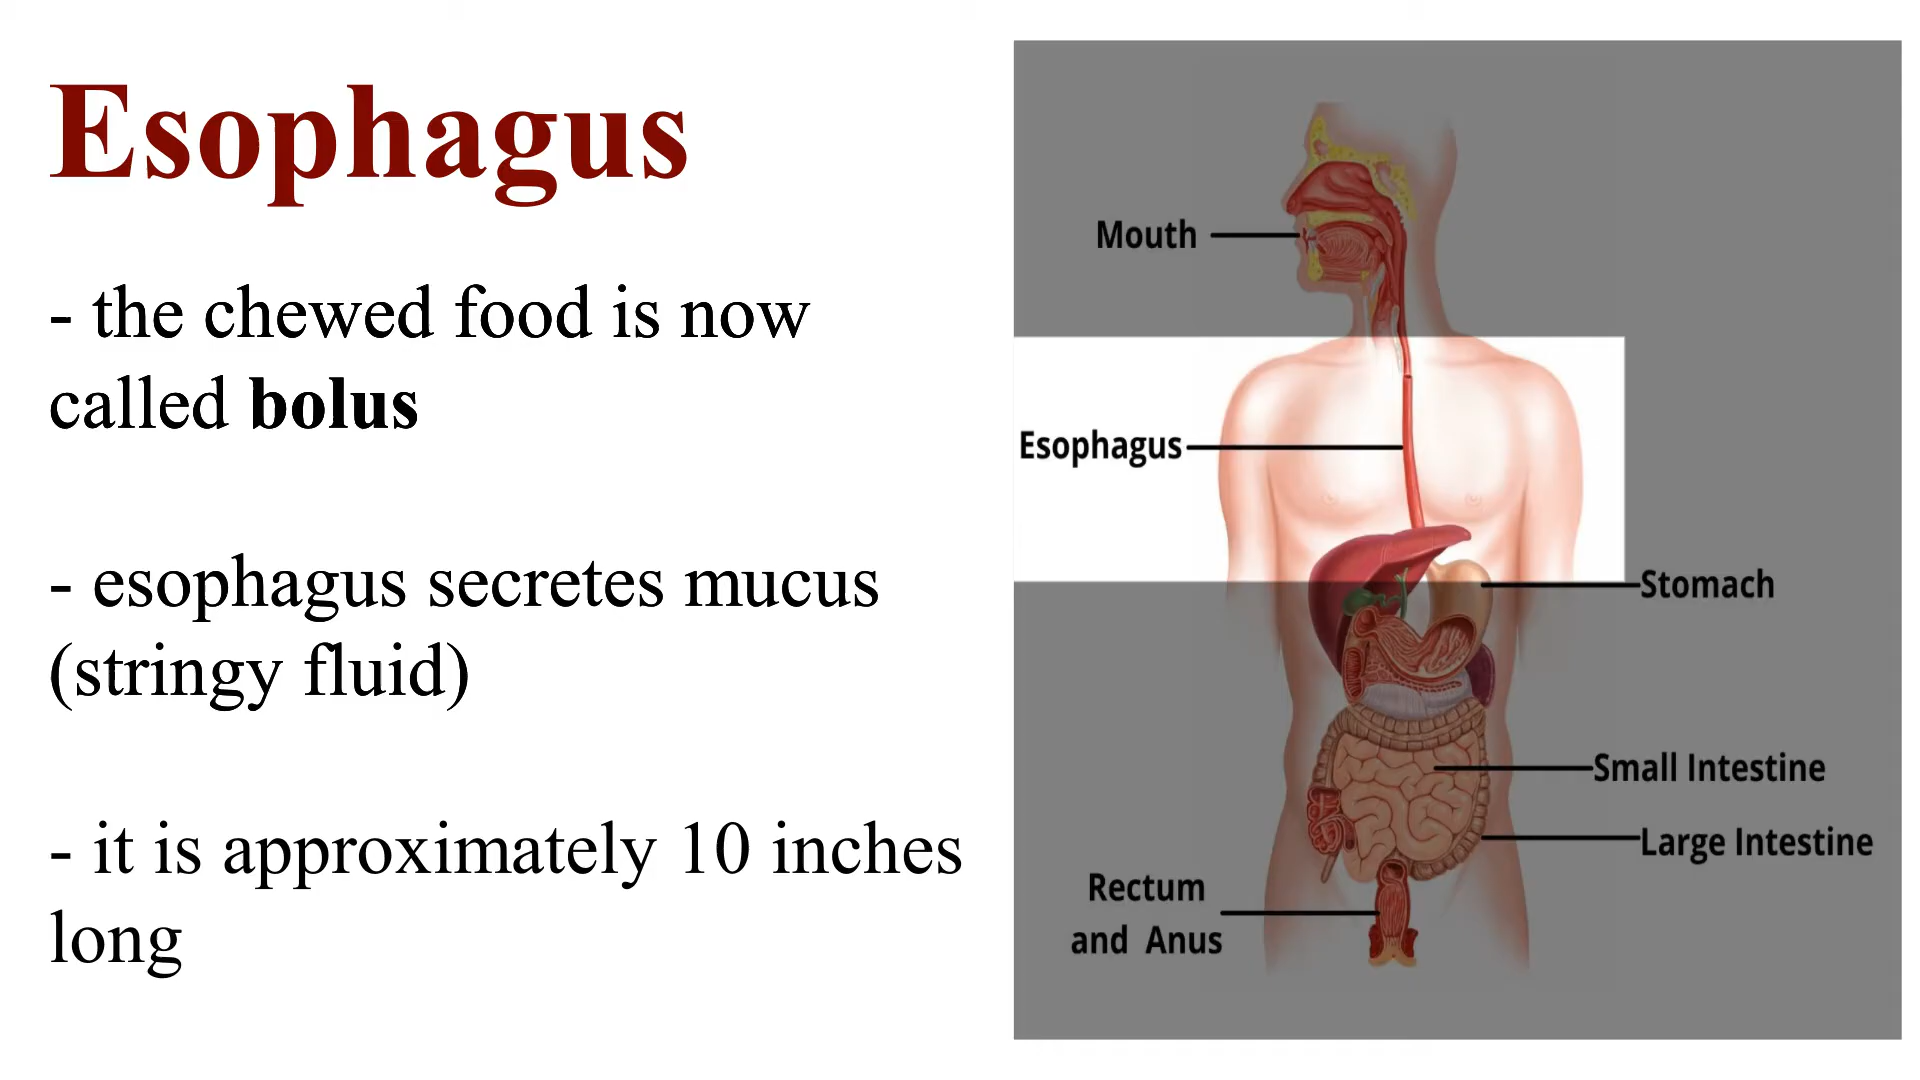 Esophagus
- the chewed food is now
called bolus
- esophagus secretes mucus
(stringy fluid)
- it is approximately 10 inches
long
Mouth
Esophagus
Stomach
Small Intestine
Large Intestine
Rectum
and Anus